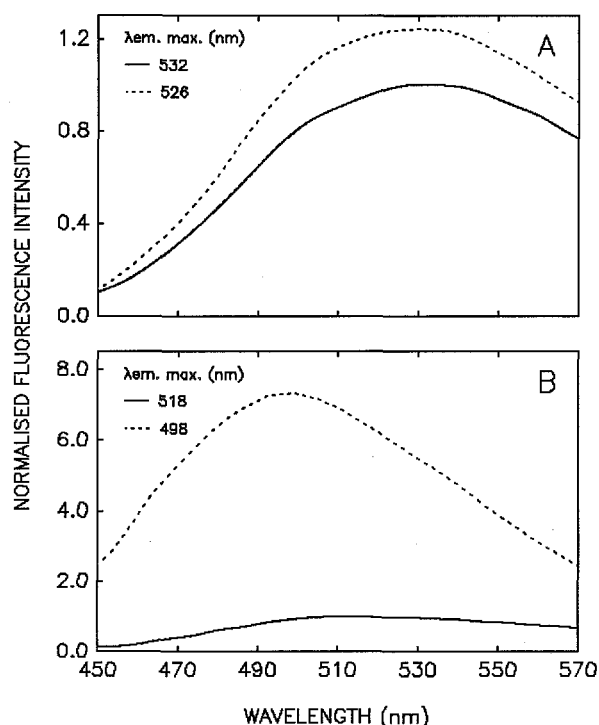 NORMALISED FLUORESCENCE INTENSITY
A
λem. max. (nm)
532
526
1.2
0.8
0.4
0.0
B
λem. max. (nm)
518
498
8.0
6.0
4.0
2.0
0.0
450 470 490 510 530 550 570
WAVELENGTH (nm)